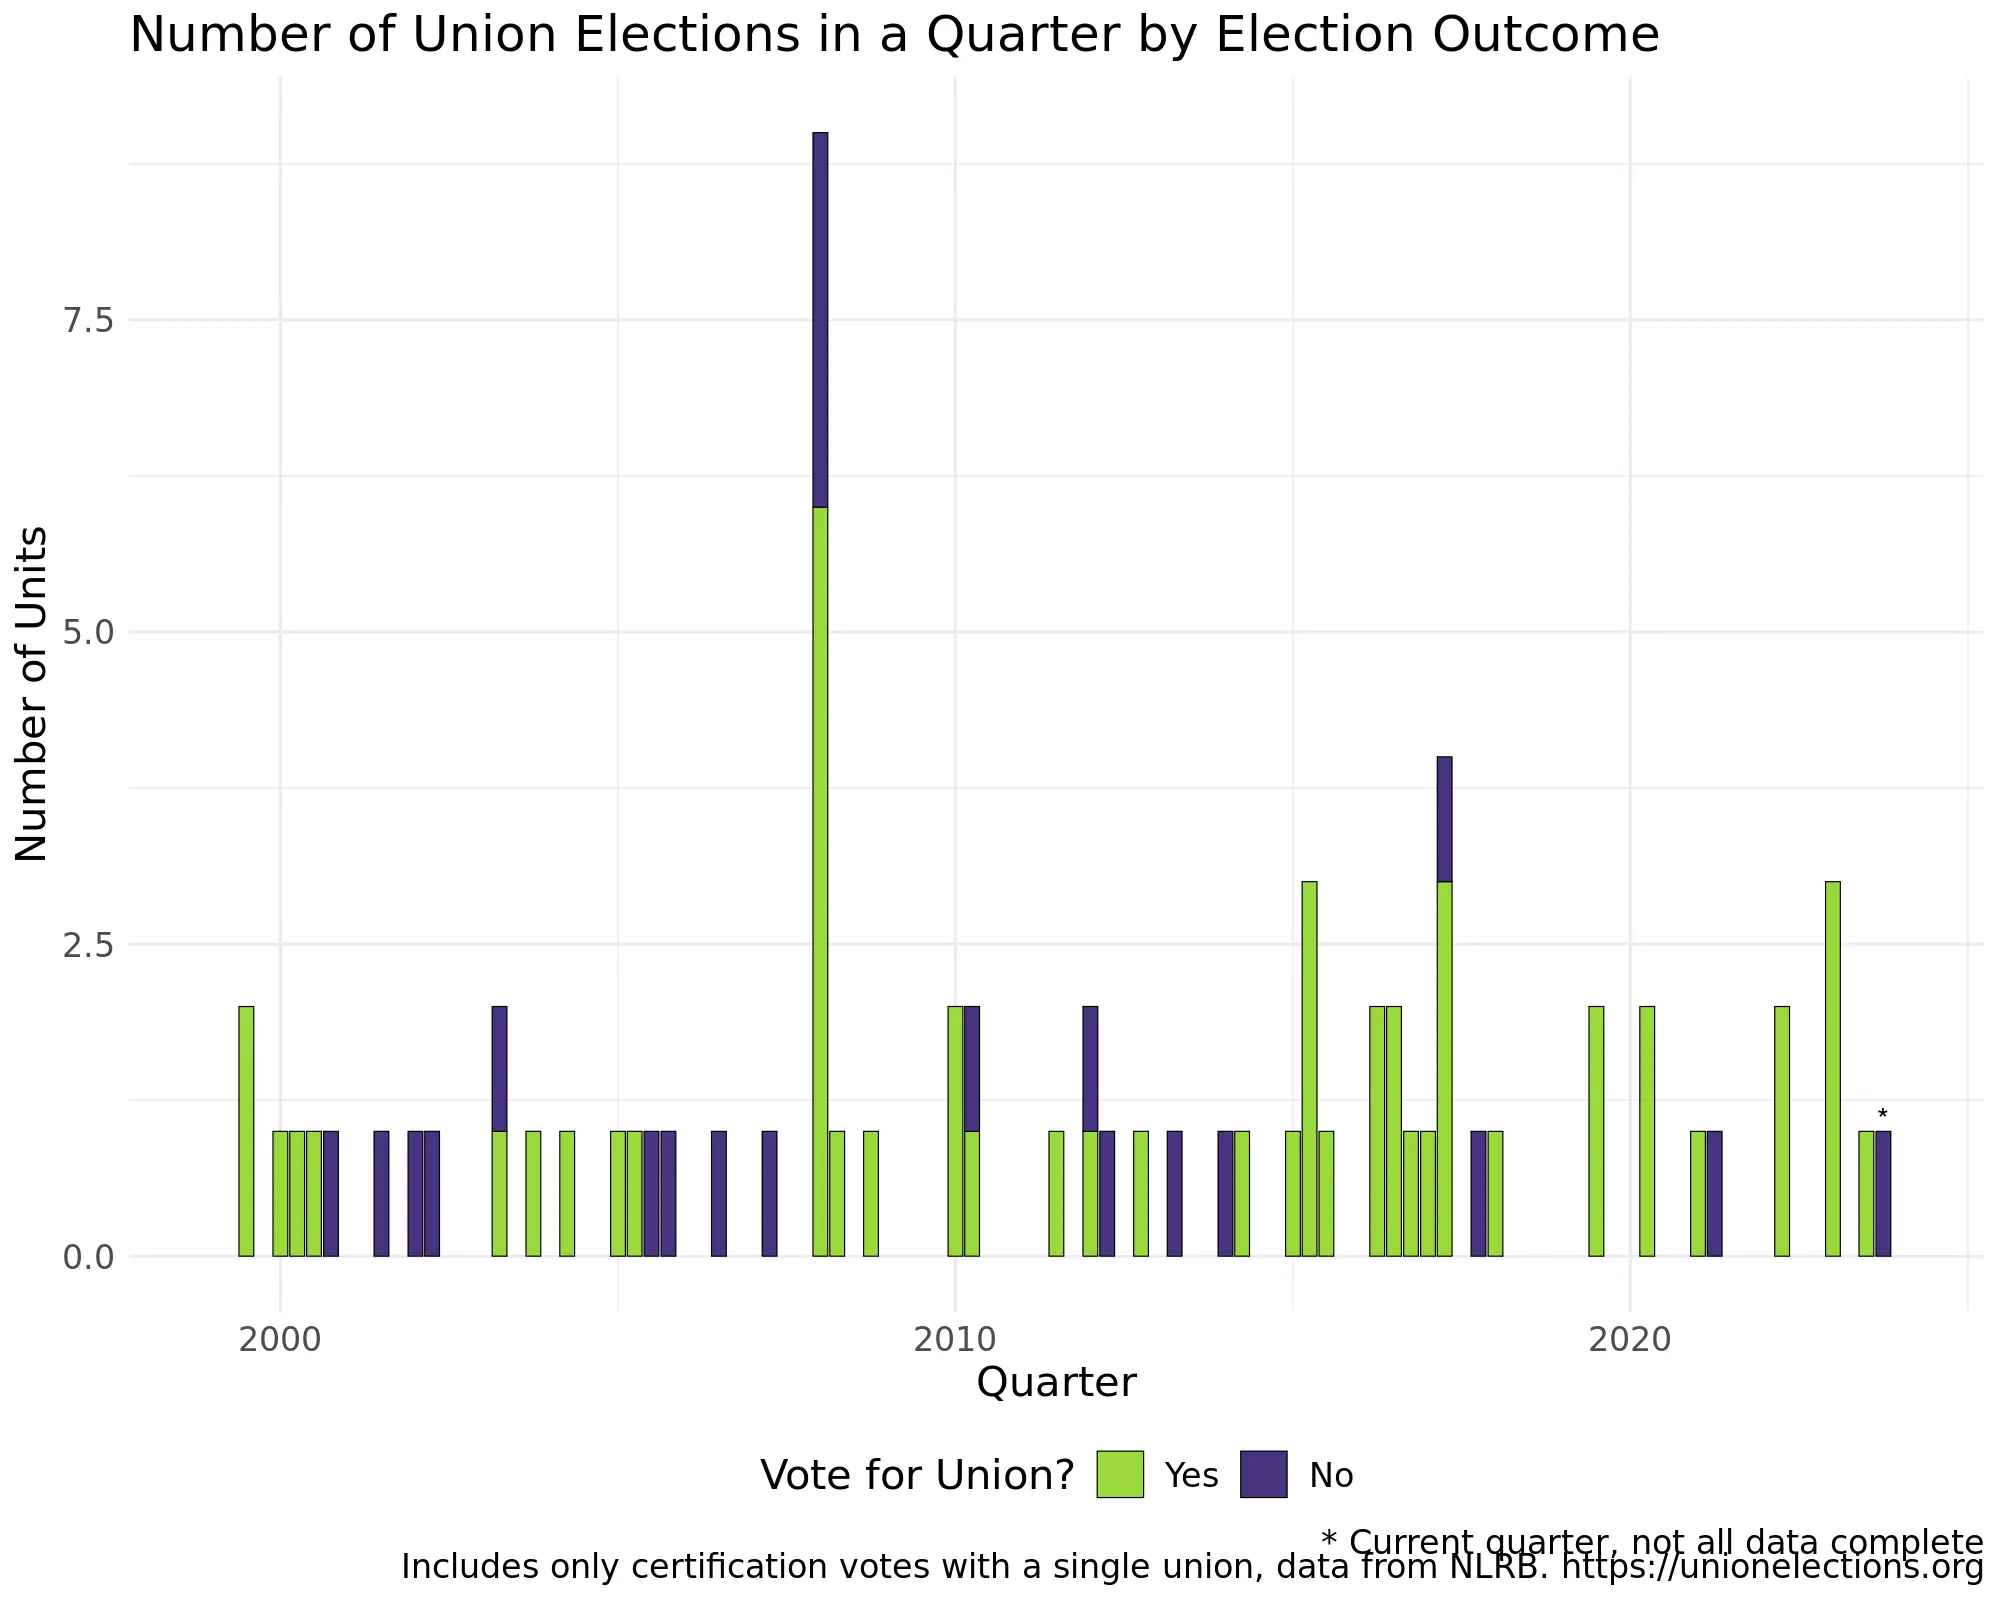 Number of Union Elections in a Quarter by Election Outcome
Number of Units
7.5
5.0
2.5
0.0
*
2000 2010 2020
Quarter
Vote for Union? Yes No
* Current quarter, not all data complete
Includes only certification votes with a single union, data from NLRB. https://unionelections.org